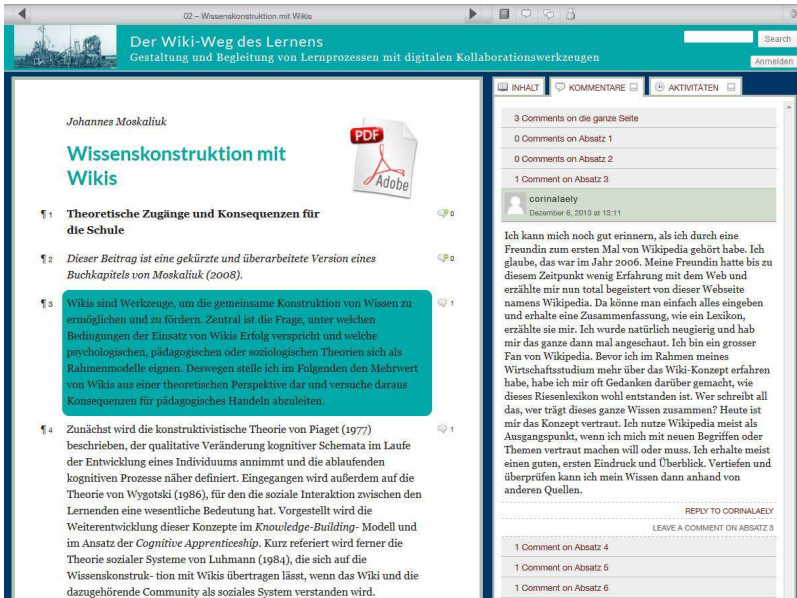 02 – Wissenskonstruktion mit Wikis
Der Wiki-Weg des Lernens
Gestaltung und Begleitung von Lernprozessen mit digitalen Kollaborationswerkzeugen
Search
Anmelden
Johannes Moskaliuk
Wissenskonstruktion mit
Wikis
PDF
Adobe
¶ 1 Theoretische Zugänge und Konsequenzen für
die Schule
0
¶ 2 Dieser Beitrag ist eine gekürzte und überarbeitete Version eines
Buchkapitels von Moskaliuk (2008).
0
¶ 3 Wikis sind Werkzeuge, um die gemeinsame Konstruktion von Wissen zu
ermöglichen und zu fördern. Zentral ist die Frage, unter welchen
Bedingungen der Einsatz von Wikis Erfolg verspricht und welche
psychologischen, pädagogischen oder soziologischen Theorien sich als
Rahmenmodelle eignen. Deswegen stelle ich im Folgenden den Mehrwert
von Wikis aus einer theoretischen Perspektive dar und versuche daraus
Konsequenzen für pädagogisches Handeln abzuleiten.
1
¶ 4 Zunächst wird die konstruktivistische Theorie von Piaget (1977)
beschrieben, der qualitative Veränderung kognitiver Schemata im Laufe
der Entwicklung eines Individuums annimmt und die ablaufenden
kognitiven Prozesse näher definiert. Eingegangen wird außerdem auf die
Theorie von Wygotski (1986), für den die soziale Interaktion zwischen den
Lernenden eine wesentliche Bedeutung hat. Vorgestellt wird die
Weiterentwicklung dieser Konzepte im Knowledge-Building- Modell und
im Ansatz der Cognitive Apprenticeship. Kurz referiert wird ferner die
Theorie sozialer Systeme von Luhmann (1984), die sich auf die
Wissenskonstruk- tion mit Wikis übertragen lässt, wenn das Wiki und die
dazugehörende Community als soziales System verstanden wird.
1
INHALT
KOMMENTARE
AKTIVITÄTEN
3 Comments on die ganze Seite
0 Comments on Absatz 1
0 Comments on Absatz 2
1 Comment on Absatz 3
corinalaely
Dezember 6, 2013 at 13:11
Ich kann mich noch gut erinnern, als ich durch eine
Freundin zum ersten Mal von Wikipedia gehört habe. Ich
glaube, das war im Jahr 2006. Meine Freundin hatte bis zu
diesem Zeitpunkt wenig Erfahrung mit dem Web und
erzählte mir nun total begeistert von dieser Webseite
namens Wikipedia. Da könne man einfach alles eingeben
und erhalte eine Zusammenfassung, wie ein Lexikon,
erzählte sie mir. Ich wurde natürlich neugierig und hab
mir das ganze dann mal angeschaut. Ich bin ein grosser
Fan von Wikipedia. Bevor ich im Rahmen meines
Wirtschaftsstudium mehr über das Wiki-Konzept erfahren
habe, habe ich mir oft Gedanken darüber gemacht, wie
dieses Riesenlexikon wohl entstanden ist. Wer schreibt all
das, wer trägt dieses ganze Wissen zusammen? Heute ist
mir das Konzept vertraut. Ich nutze Wikipedia meist als
Ausgangspunkt, wenn ich mich mit neuen Begriffen oder
Themen vertraut machen will oder muss. Ich erhalte meist
einen guten, ersten Eindruck und Überblick. Vertiefen und
überprüfen kann ich mein Wissen dann anhand von
anderen Quellen.
REPLY TO CORINALAELY
LEAVE A COMMENT ON ABSATZ 3
1 Comment on Absatz 4
1 Comment on Absatz 5
1 Comment on Absatz 6